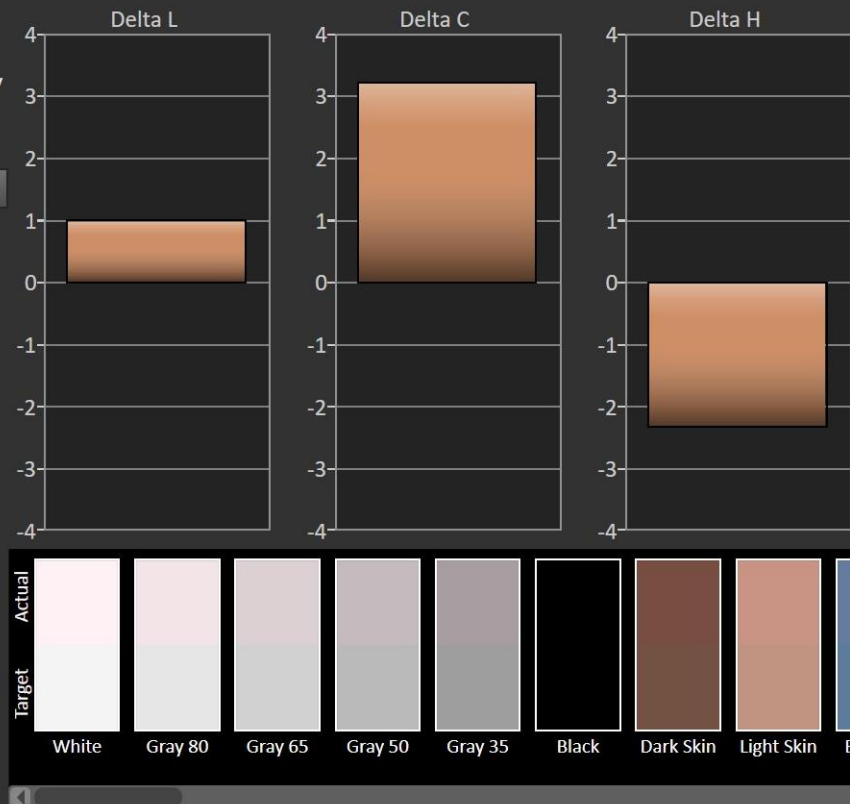 Delta L
4
3
2
1
0
-1
-2
-3
-4
Delta C
4
3
2
1
0
-1
-2
-3
-4
Delta H
4
3
2
1
0
-1
-2
-3
-4
Actual
Target
White
Gray 80
Gray 65
Gray 50
Gray 35
Black
Dark Skin
Light Skin